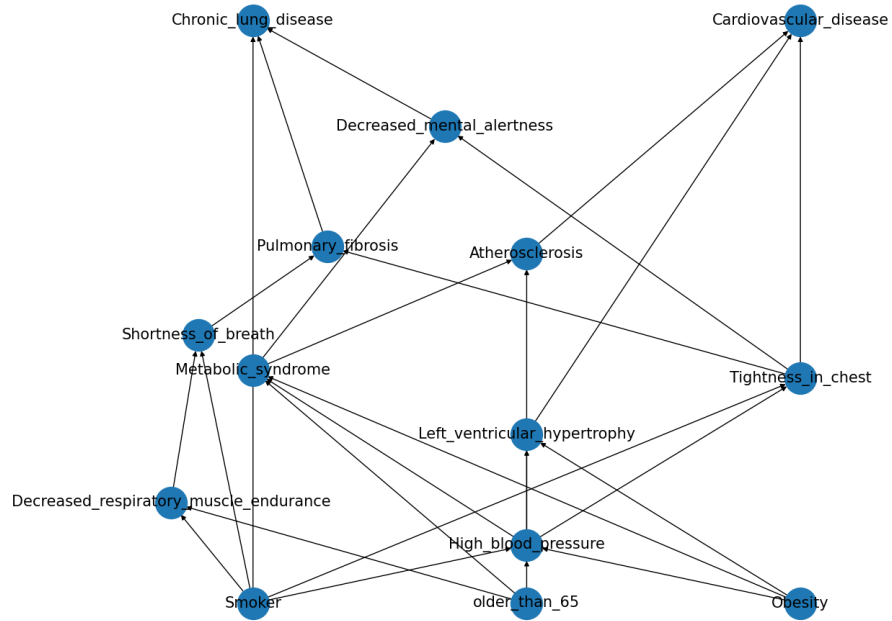 Chronic_lung_disease
Cardiovascular_disease
Decreased_mental_alertness
Pulmonary_fibrosis
Atherosclerosis
Shortness_of_breath
Metabolic_syndrome
Tightness_in_chest
Left_ventricular_hypertrophy
Decreased_respiratory_muscle_endurance
High_blood_pressure
Smoker
older_than_65
Obesity